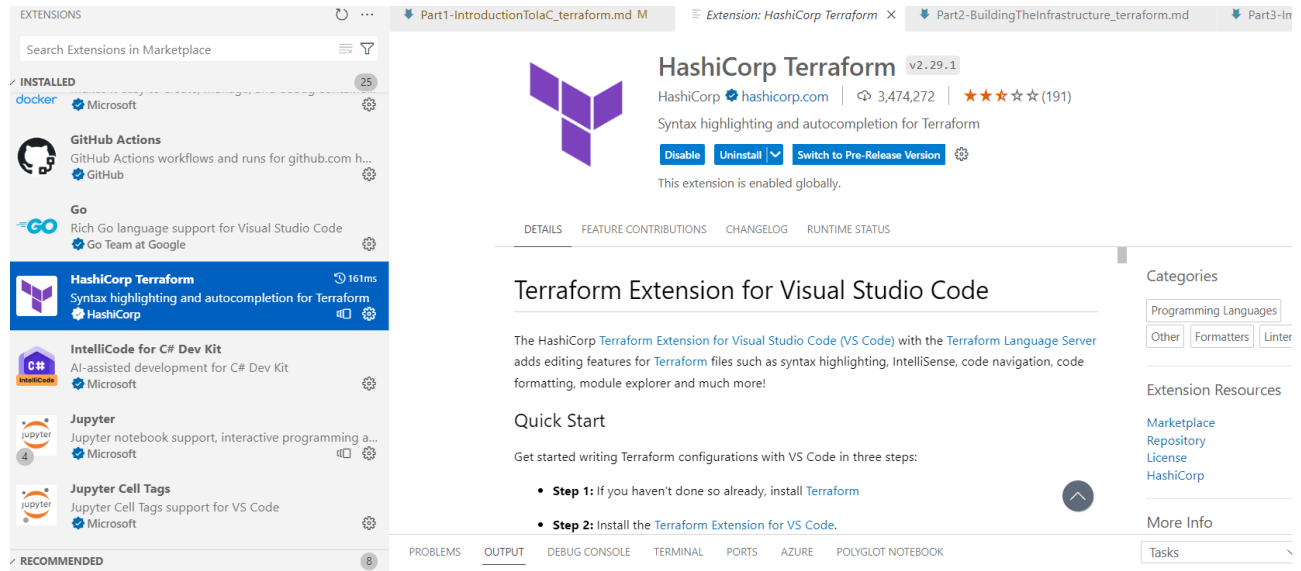 EXTENSIONS
Search Extensions in Marketplace
INSTALLED
25
docker
Microsoft
GitHub Actions
GitHub Actions workflows and runs for github.com h...
GitHub
GO
Go
Rich Go language support for Visual Studio Code
Go Team at Google
HashiCorp Terraform
161ms
Syntax highlighting and autocompletion for Terraform
HashiCorp
C#
IntelliCode
IntelliCode for C# Dev Kit
AI-assisted development for C# Dev Kit
Microsoft
jupyter
4
Jupyter
Jupyter notebook support, interactive programming a...
Microsoft
jupyter
Jupyter Cell Tags
Jupyter Cell Tags support for VS Code
Microsoft
RECOMMENDED
8
Part1-IntroductionToIaC_terraform.md M
Extension: HashiCorp Terraform
Part2-BuildingTheInfrastructure_terraform.md
Part3-Im
HashiCorp Terraform v2.29.1
HashiCorp hashicorp.com 3,474,272 (191)
Syntax highlighting and autocompletion for Terraform
Disable Uninstall Switch to Pre-Release Version
This extension is enabled globally.
DETAILS FEATURE CONTRIBUTIONS CHANGELOG RUNTIME STATUS
Terraform Extension for Visual Studio Code
The HashiCorp Terraform Extension for Visual Studio Code (VS Code) with the Terraform Language Server
adds editing features for Terraform files such as syntax highlighting, IntelliSense, code navigation, code
formatting, module explorer and much more!
Quick Start
Get started writing Terraform configurations with VS Code in three steps:
Step 1: If you haven't done so already, install Terraform
Step 2: Install the Terraform Extension for VS Code.
Categories
Programming Languages
Other Formatters Linter
Extension Resources
Marketplace
Repository
License
HashiCorp
More Info
PROBLEMS OUTPUT DEBUG CONSOLE TERMINAL PORTS AZURE POLYGLOT NOTEBOOK
Tasks